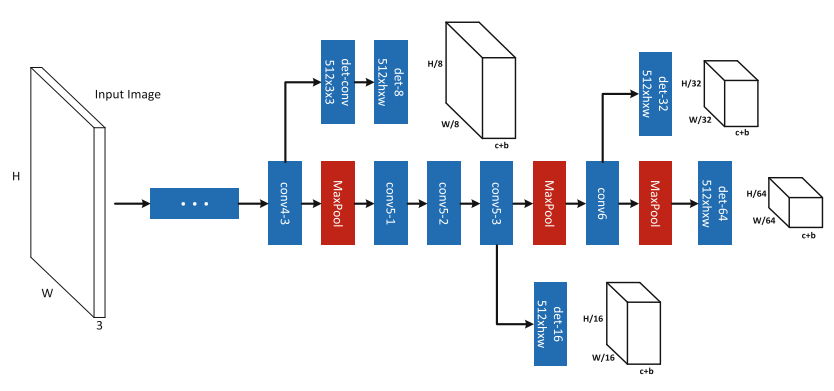 Input Image
H
W
3
. . .
det-conv
512x3x3
det-8
512xhxw
H/8
W/8
c+b
det-32
512xhxw
H/32
W/32
c+b
conv4-3
MaxPool
conv5-1
conv5-2
conv5-3
MaxPool
conv6
MaxPool
det-64
512xhxw
H/64
W/64
c+b
det-16
512xhxw
H/16
W/16
c+b